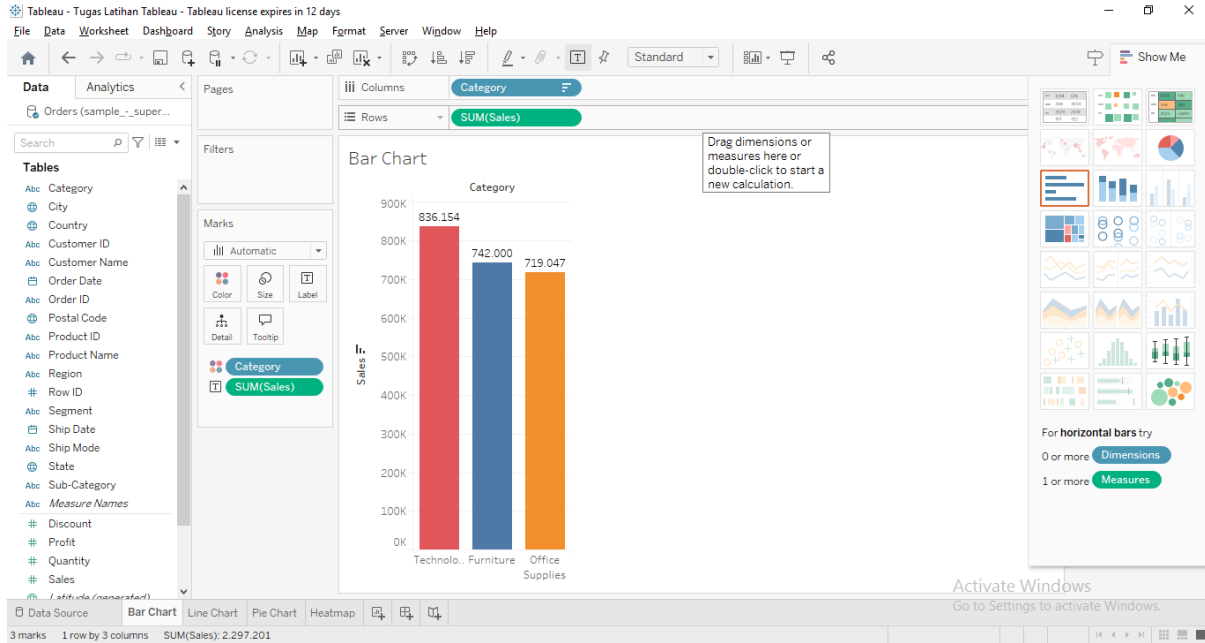 Tableau - Tugas Latihan Tableau - Tableau license expires in 12 days
File Data Worksheet Dashboard Story Analysis Map Format Server Window Help
Standard
Show Me
Data
Analytics
Orders (sample_-_super...
Search
Tables
Abc Category
City
Country
Abc Customer ID
Abc Customer Name
Order Date
Abc Order ID
Postal Code
Abc Product ID
Abc Product Name
Abc Region
# Row ID
Abc Segment
Ship Date
Abc Ship Mode
State
Abc Sub-Category
Abc Measure Names
# Discount
# Profit
# Quantity
# Sales
Latitude (generated)
Pages
Filters
Marks
Automatic
Color Size Label
Detail Tooltip
Category
SUM(Sales)
Columns
Category
Rows
SUM(Sales)
Drag dimensions or
measures here or
double-click to start a
new calculation.
Bar Chart
Category
900K
800K
700K
600K
500K
400K
300K
200K
100K
0K
Sales
836.154
742.000
719.047
Technolo.. Furniture Office
Supplies
For horizontal bars try
0 or more Dimensions
1 or more Measures
Activate Windows
Go to Settings to activate Windows.
Data Source Bar Chart Line Chart Pie Chart Heatmap
3 marks 1 row by 3 columns SUM(Sales): 2.297.201